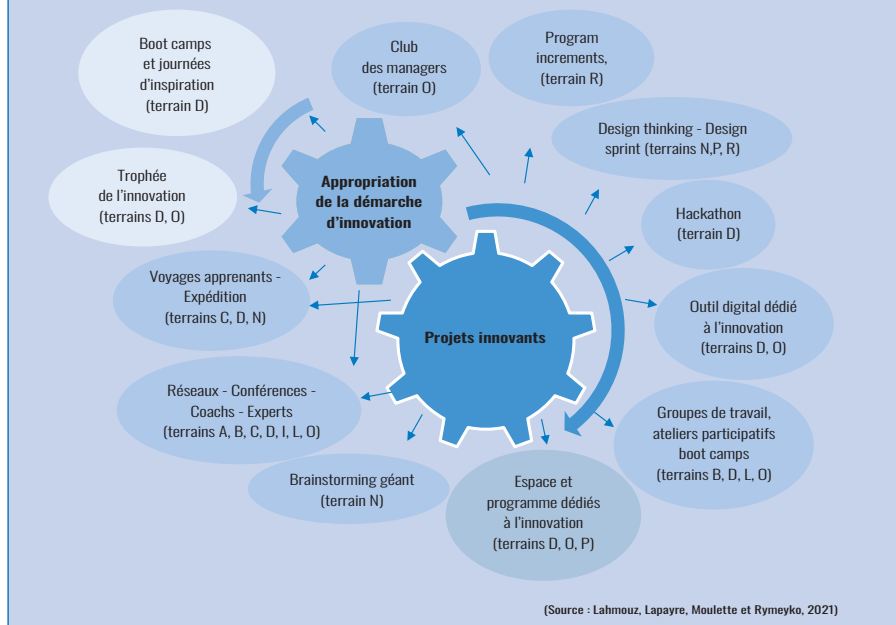 Boot camps
et journées
d'inspiration
(terrain D)
Club
des managers
(terrain O)
Program
increments,
(terrain R)
Design thinking - Design
sprint (terrains N,P, R)
Trophée
de l'innovation
(terrains D, O)
Appropriation
de la démarche
d'innovation
Hackathon
(terrain D)
Voyages apprenants -
Expédition
(terrains C, D, N)
Projets innovants
Outil digital dédié
à l'innovation
(terrains D, O)
Réseaux - Conférences -
Coachs - Experts
(terrains A, B, C, D, I, L, O)
Groupes de travail,
ateliers participatifs
boot camps
(terrains B, D, L, O)
Brainstorming géant
(terrain N)
Espace et
programme dédiés
à l'innovation
(terrains D, O, P)
(Source : Lahmouz, Lapayre, Moulette et Rymeyko, 2021)